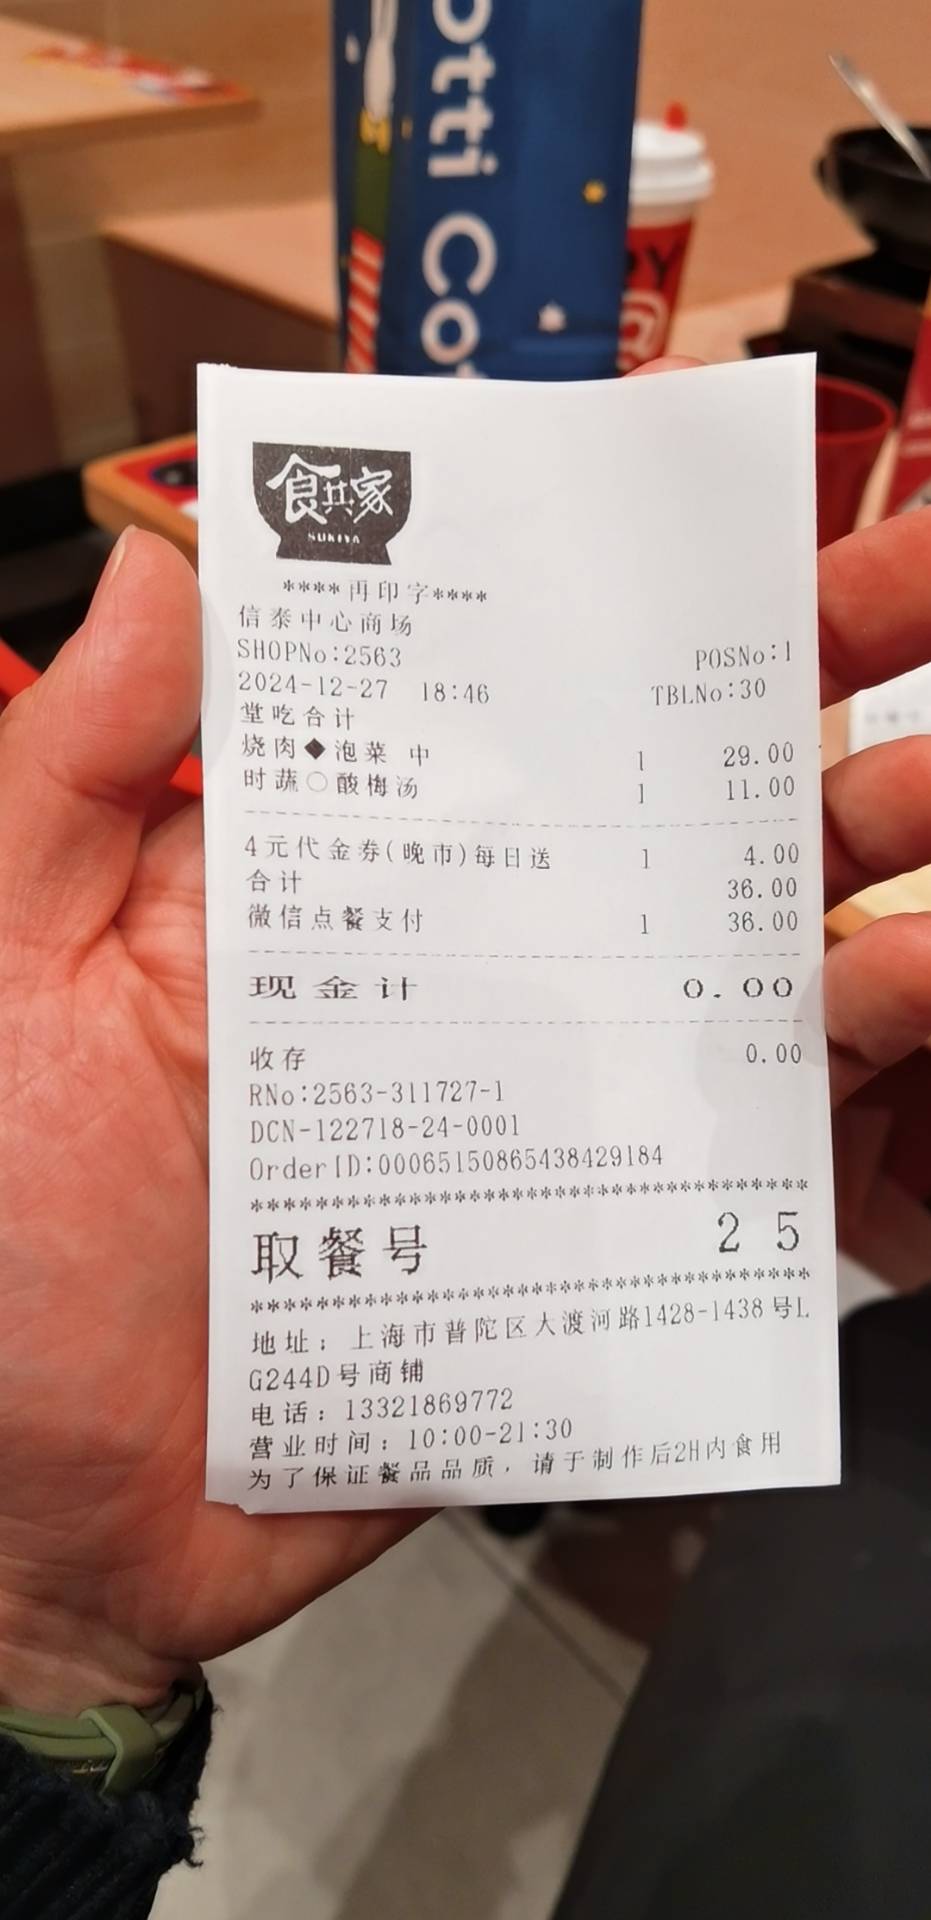 otti Cof
食其家
SUKIYA
****再印字****
信泰中心商场
SHOPNo:2563 POSNo:1
2024-12-27 18:46 TBLNo:30
堂吃合计
烧肉◆泡菜 中 1 29.00
时蔬○酸梅汤 1 11.00
4元代金券(晚市)每日送 1 4.00
合计 36.00
微信点餐支付 1 36.00
现金计 0.00
收存 0.00
RNo:2563-311727-1
DCN-122718-24-0001
OrderID:00065150865438429184
****************************************
取餐号 25
****************************************
地址：上海市普陀区大渡河路1428-1438号L
G244D号商铺
电话：13321869772
营业时间：10:00-21:30
为了保证餐品品质，请于制作后2H内食用